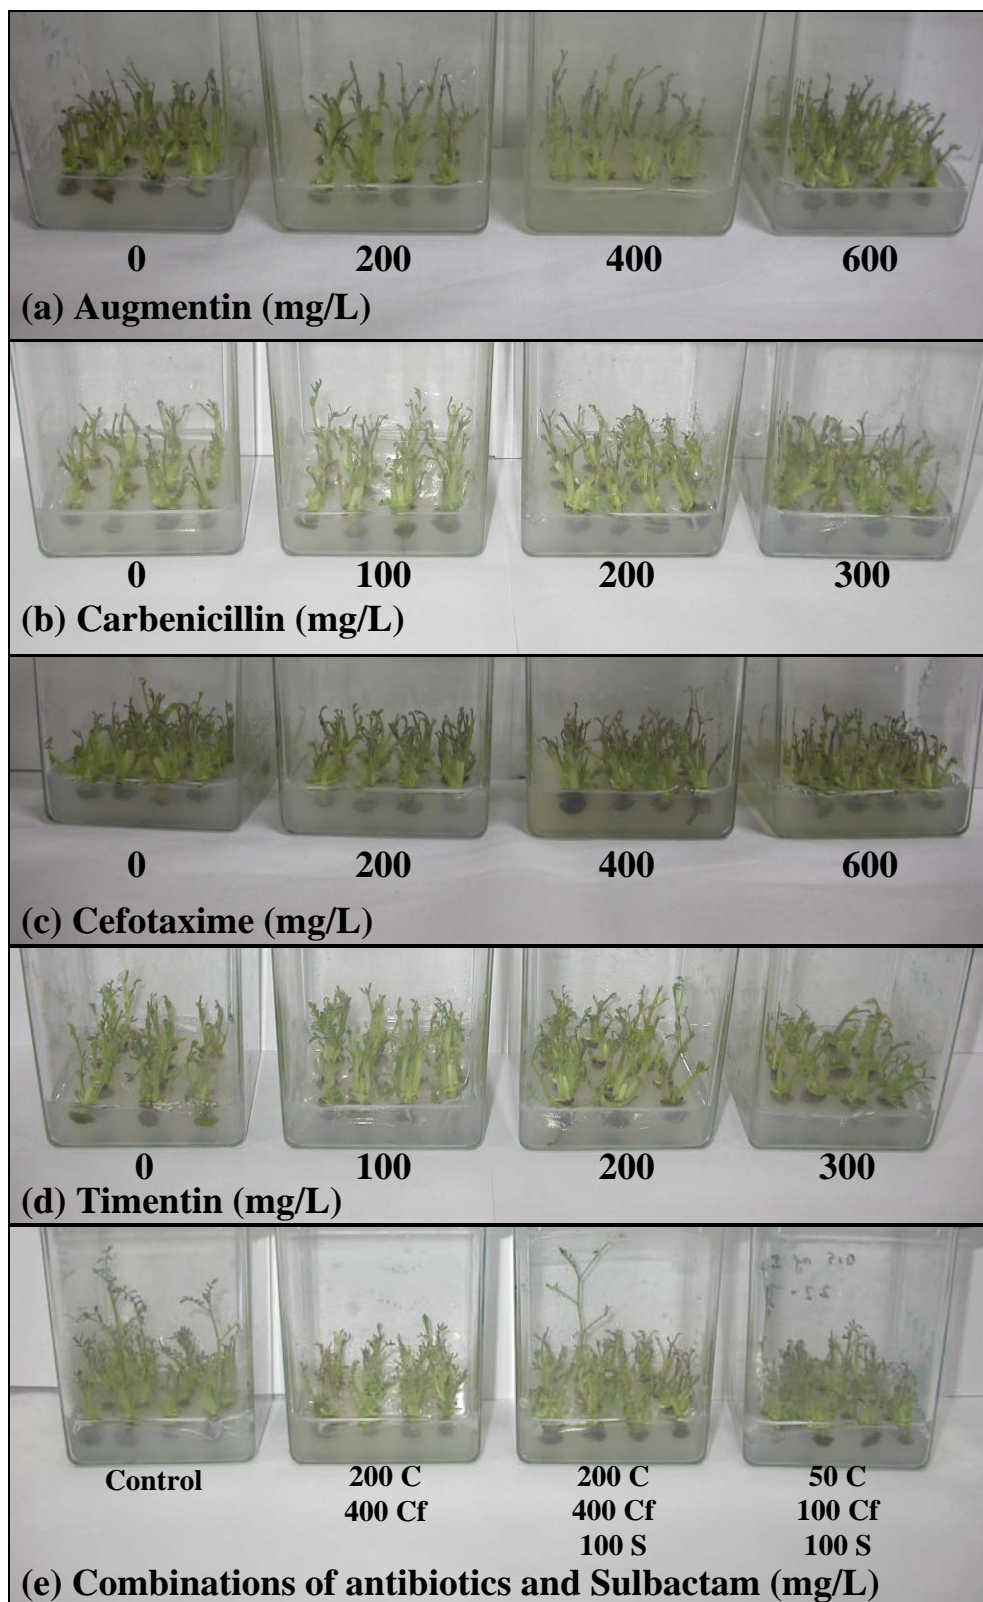 0 200 400 600
(a) Augmentin (mg/L)
0 100 200 300
(b) Carbenicillin (mg/L)
0 200 400 600
(c) Cefotaxime (mg/L)
0 100 200 300
(d) Timentin (mg/L)
Control 200 C 200 C 50 C
400 Cf 400 Cf 100 Cf
100 S 100 S
(e) Combinations of antibiotics and Sulbactam (mg/L)